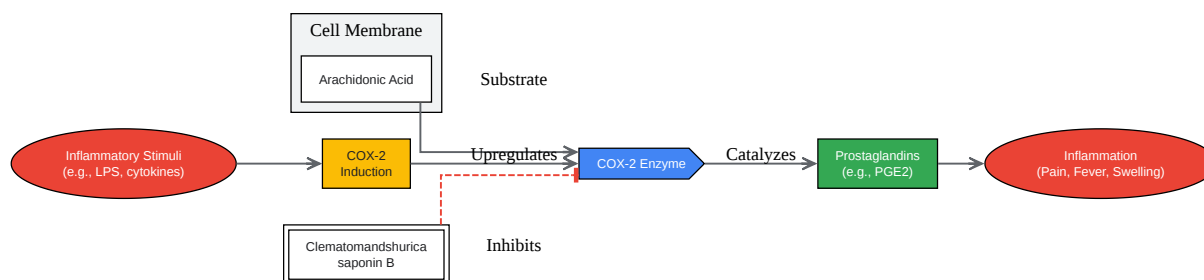 Cell Membrane
Arachidonic Acid
Substrate
Inflammatory Stimuli
(e.g., LPS, cytokines)
COX-2
Induction
Upregulates
COX-2 Enzyme
Catalyzes
Prostaglandins
(e.g., PGE2)
Inflammation
(Pain, Fever, Swelling)
Clematomandshurica
saponin B
Inhibits